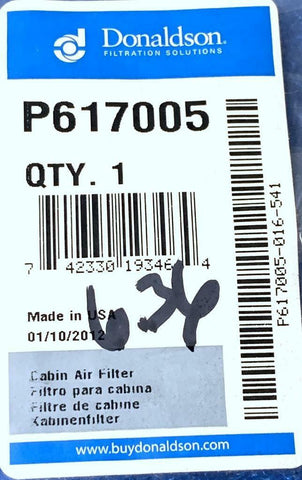 Donaldson.
FILTRATION SOLUTIONS
P617005
QTY. 1
7 42330 19346 4
P617005-016-541
Made in USA
01/10/2012
636
Cabin Air Filter
Filtro para cabina
Filtre de cabine
Kabinenfilter
www.buydonaldson.com